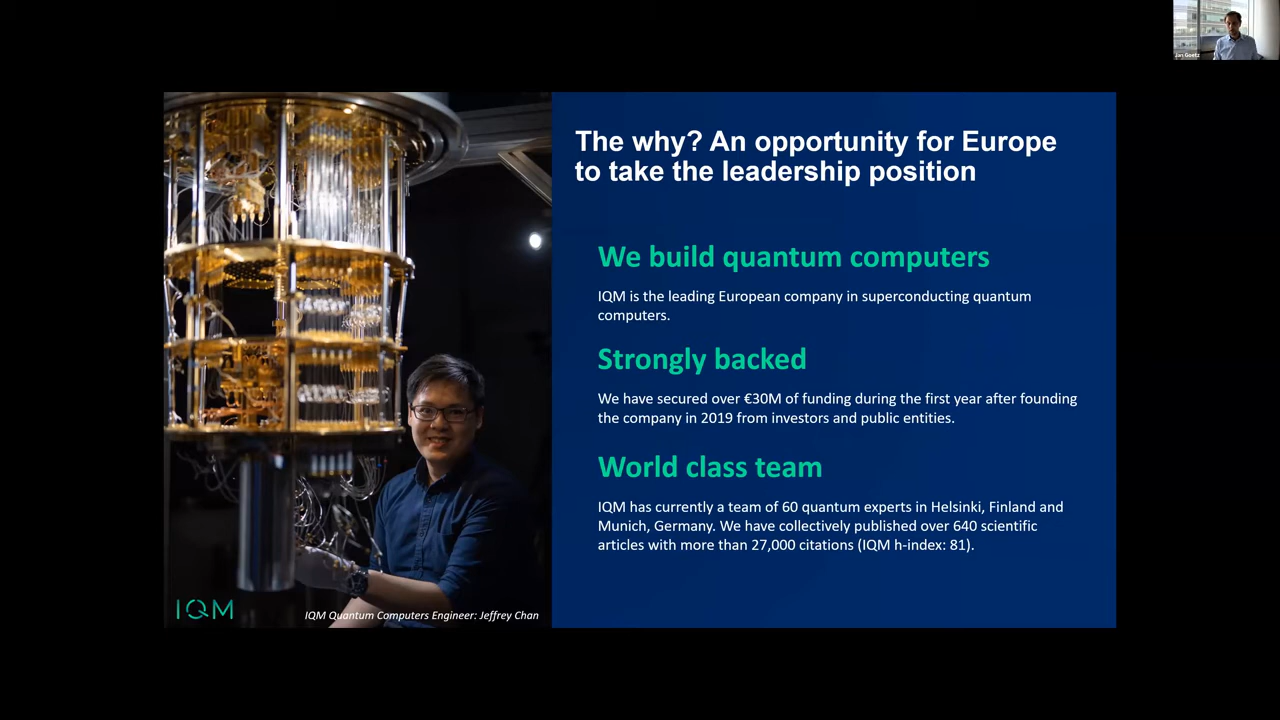 Jan Goetz
The why? An opportunity for Europe
to take the leadership position
We build quantum computers
IQM is the leading European company in superconducting quantum
computers.
Strongly backed
We have secured over €30M of funding during the first year after founding
the company in 2019 from investors and public entities.
World class team
IQM has currently a team of 60 quantum experts in Helsinki, Finland and
Munich, Germany. We have collectively published over 640 scientific
articles with more than 27,000 citations (IQM h-index: 81).
IQM
IQM Quantum Computers Engineer: Jeffrey Chan